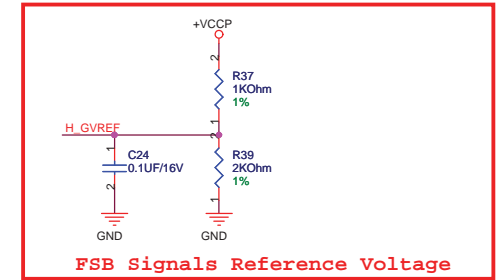 +VCCP
2
R37
1KOhm
1%
1
H_GVREF
2
1
C24
0.1UF/16V
2
R39
2KOhm
1%
1
GND
GND
FSB Signals Reference Voltage